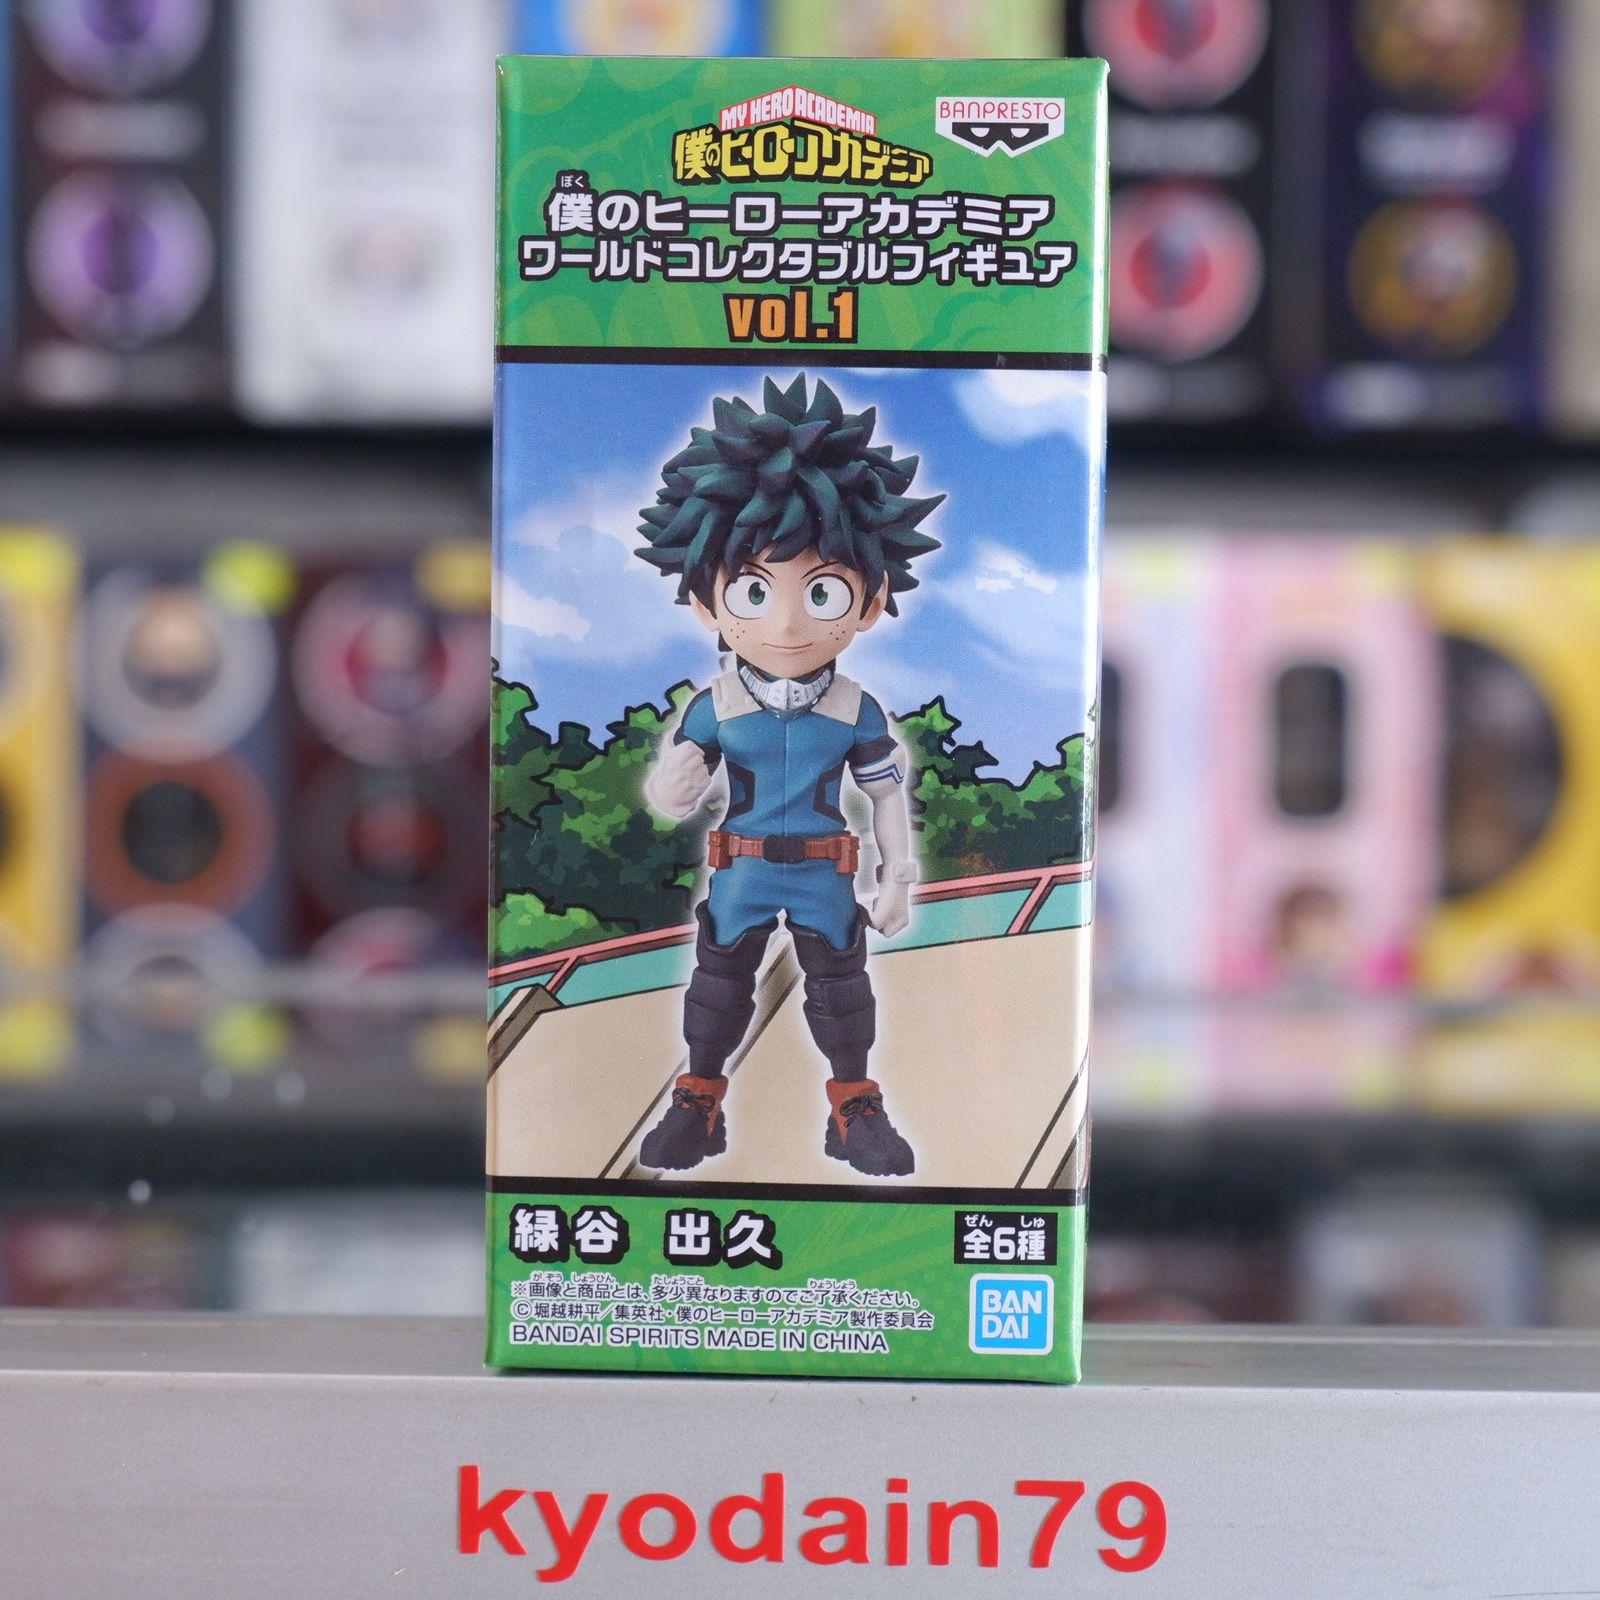 MY HERO ACADEMIA
僕のヒーローアカデミア
BANPRESTO
ぼく
僕のヒーローアカデミア
ワールドコレクタブルフィギュア
vol.1
緑谷 出久
ぜん しゅ
全6種
がぞう しょうひん たしょうこと りょうしょう
※画像と商品とは、多少異なりますのでご了承ください。
©堀越耕平／集英社・僕のヒーローアカデミア製作委員会
BANDAI SPIRITS MADE IN CHINA
BAN
DAI
kyodain79